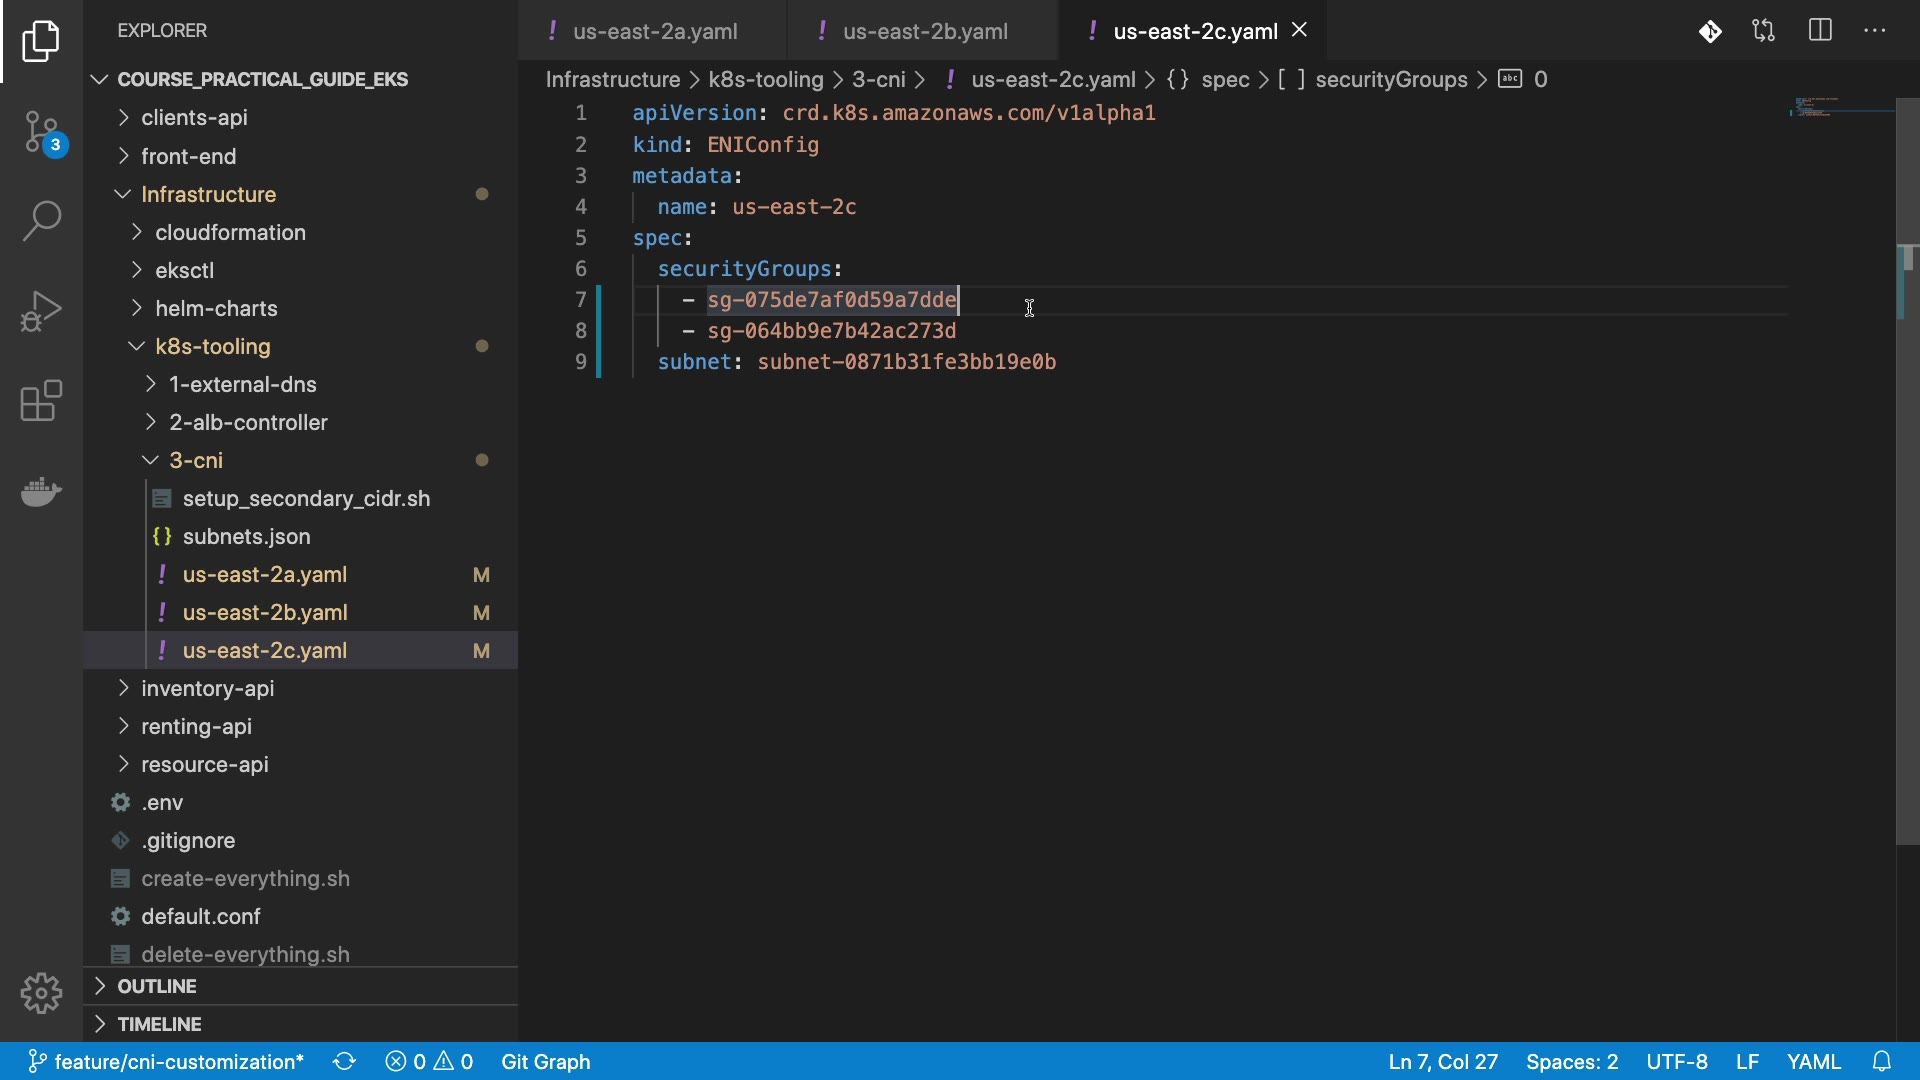 EXPLORER
COURSE_PRACTICAL_GUIDE_EKS
clients-api
front-end
Infrastructure
cloudformation
eksctl
helm-charts
k8s-tooling
1-external-dns
2-alb-controller
3-cni
setup_secondary_cidr.sh
{} subnets.json
! us-east-2a.yaml M
! us-east-2b.yaml M
! us-east-2c.yaml M
inventory-api
renting-api
resource-api
.env
.gitignore
create-everything.sh
default.conf
delete-everything.sh
OUTLINE
TIMELINE
3
! us-east-2a.yaml ! us-east-2b.yaml ! us-east-2c.yaml
Infrastructure > k8s-tooling > 3-cni > ! us-east-2c.yaml > {} spec > [ ] securityGroups > abc 0
1 apiVersion: crd.k8s.amazonaws.com/v1alpha1
2 kind: ENIConfig
3 metadata:
4 name: us-east-2c
5 spec:
6 securityGroups:
7 - sg-075de7af0d59a7dde
8 - sg-064bb9e7b42ac273d
9 subnet: subnet-0871b31fe3bb19e0b
feature/cni-customization* 0 0 Git Graph Ln 7, Col 27 Spaces: 2 UTF-8 LF YAML